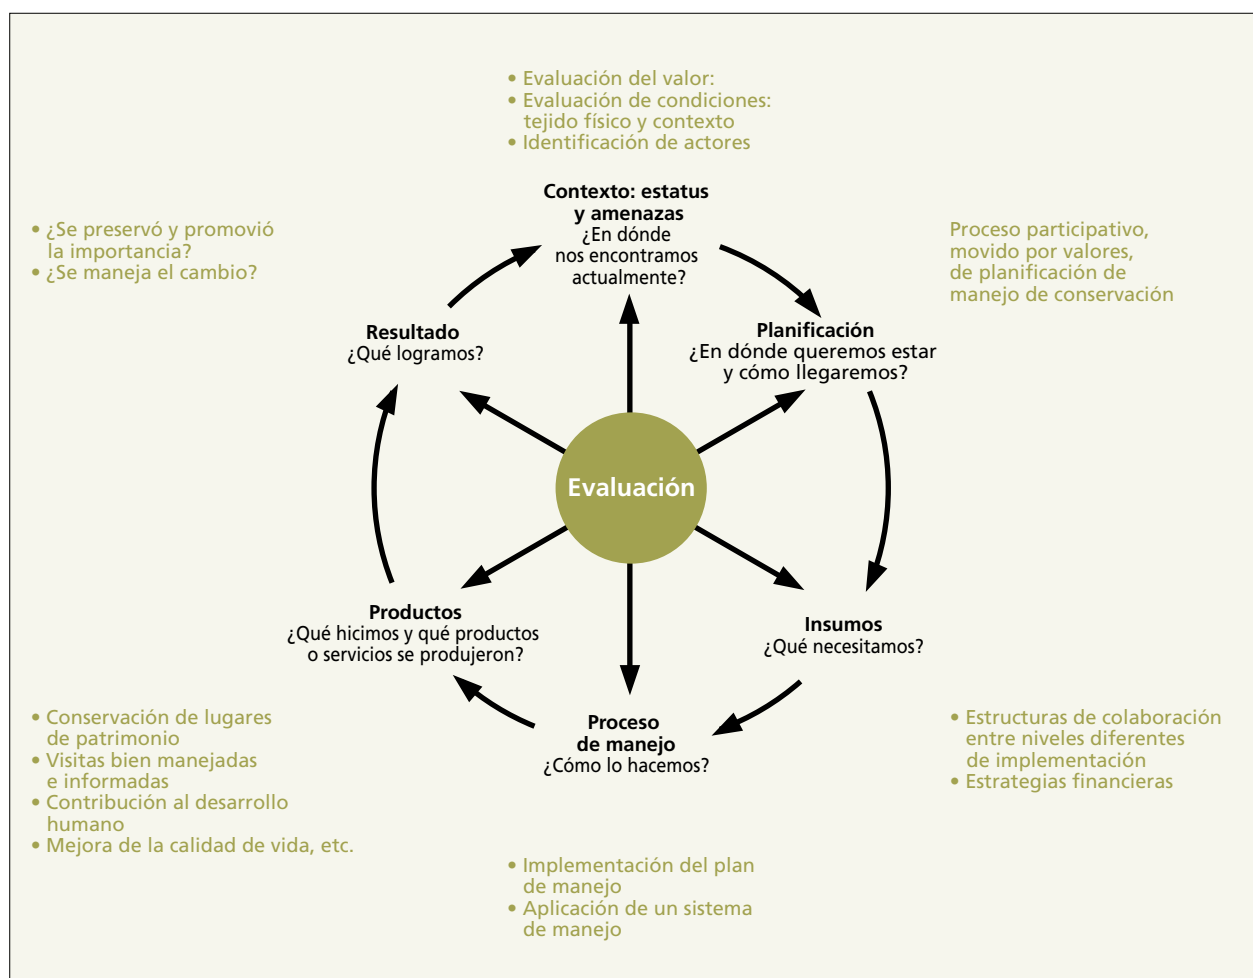 • Evaluación del valor:
• Evaluación de condiciones:
tejido físico y contexto
• Identificación de actores
Contexto: estatus
y amenazas
¿En dónde
nos encontramos
actualmente?
• ¿Se preservó y promovió
la importancia?
• ¿Se maneja el cambio?
Proceso participativo,
movido por valores,
de planificación de
manejo de conservación
Resultado
¿Qué logramos?
Planificación
¿En dónde queremos estar
y cómo llegaremos?
Evaluación
Productos
¿Qué hicimos y qué productos
o servicios se produjeron?
Insumos
¿Qué necesitamos?
Proceso
de manejo
¿Cómo lo hacemos?
• Conservación de lugares
de patrimonio
• Visitas bien manejadas
e informadas
• Contribución al desarrollo
humano
• Mejora de la calidad de vida, etc.
• Estructuras de colaboración
entre niveles diferentes
de implementación
• Estrategias financieras
• Implementación del plan
de manejo
• Aplicación de un sistema
de manejo